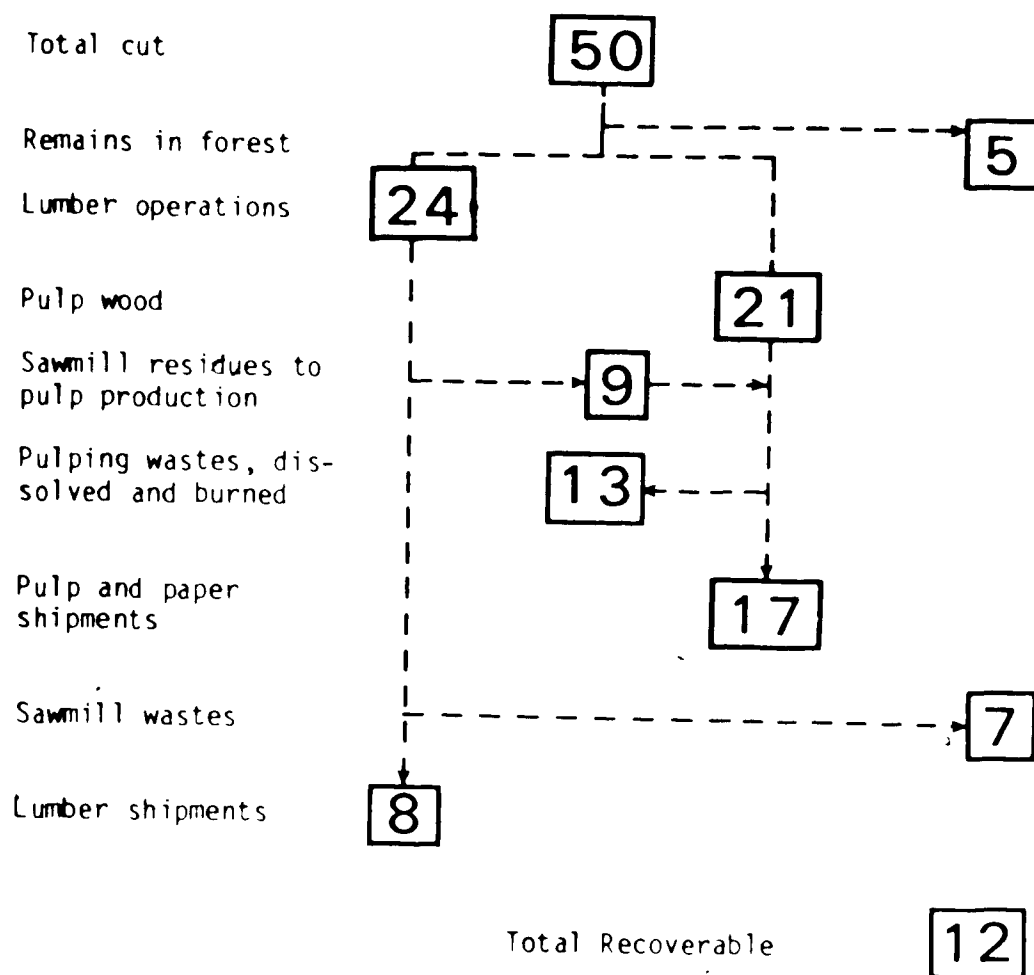 Total cut 50
Remains in forest 5
Lumber operations 24
Pulp wood 21
Sawmill residues to
pulp production 9
Pulping wastes, dis-
solved and burned 13
Pulp and paper
shipments 17
Sawmill wastes 7
Lumber shipments 8
Total Recoverable 12